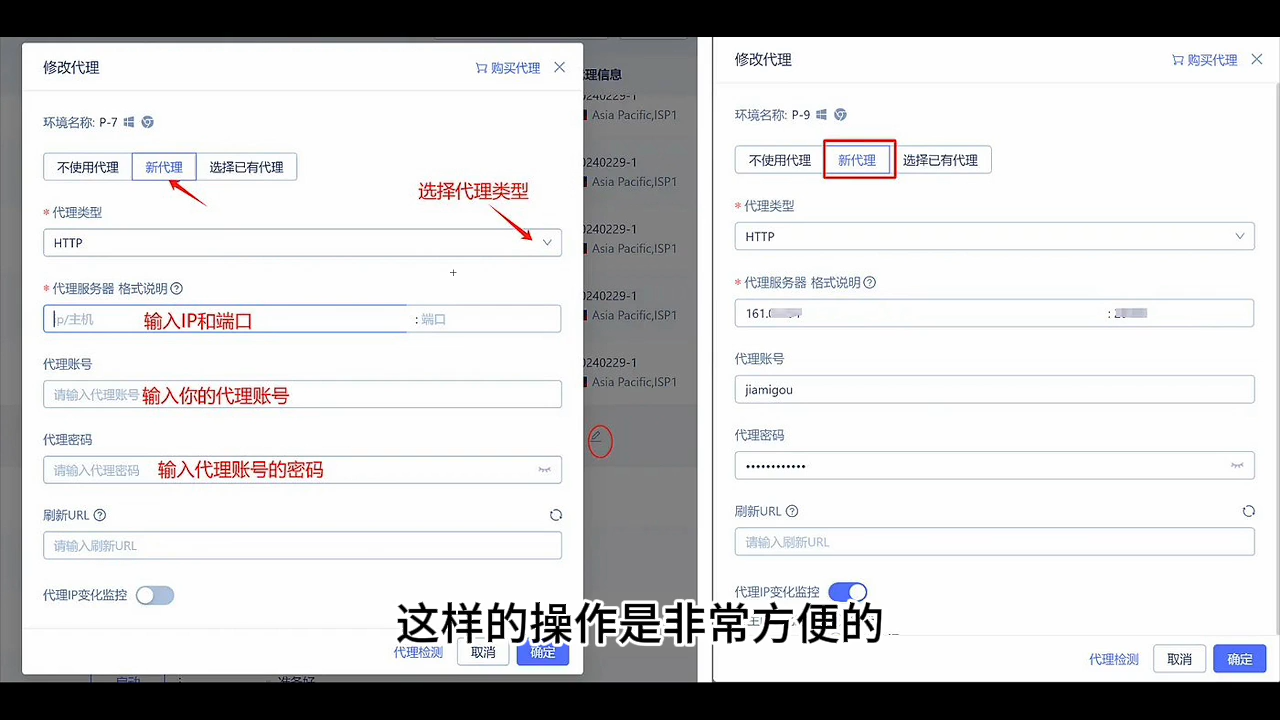 修改代理
购买代理
环境名称: P-7
不使用代理
新代理
选择已有代理
选择代理类型
* 代理类型
HTTP
* 代理服务器 格式说明
ip/主机
输入IP和端口
: 端口
代理账号
请输入代理账号
输入你的代理账号
代理密码
请输入代理密码
输入代理账号的密码
刷新URL
请输入刷新URL
代理IP变化监控
代理检测
取消
确定
理信息
0240229-1
Asia Pacific,ISP1
0240229-1
Asia Pacific,ISP1
0240229-1
Asia Pacific,ISP1
0240229-1
Asia Pacific,ISP1
0240229-1
Asia Pacific,ISP1
修改代理
购买代理
环境名称: P-9
不使用代理
新代理
选择已有代理
* 代理类型
HTTP
* 代理服务器 格式说明
161.
:
代理账号
jiamigou
代理密码
••••••••••••
刷新URL
请输入刷新URL
代理IP变化监控
代理检测
取消
确定
这样的操作是非常方便的